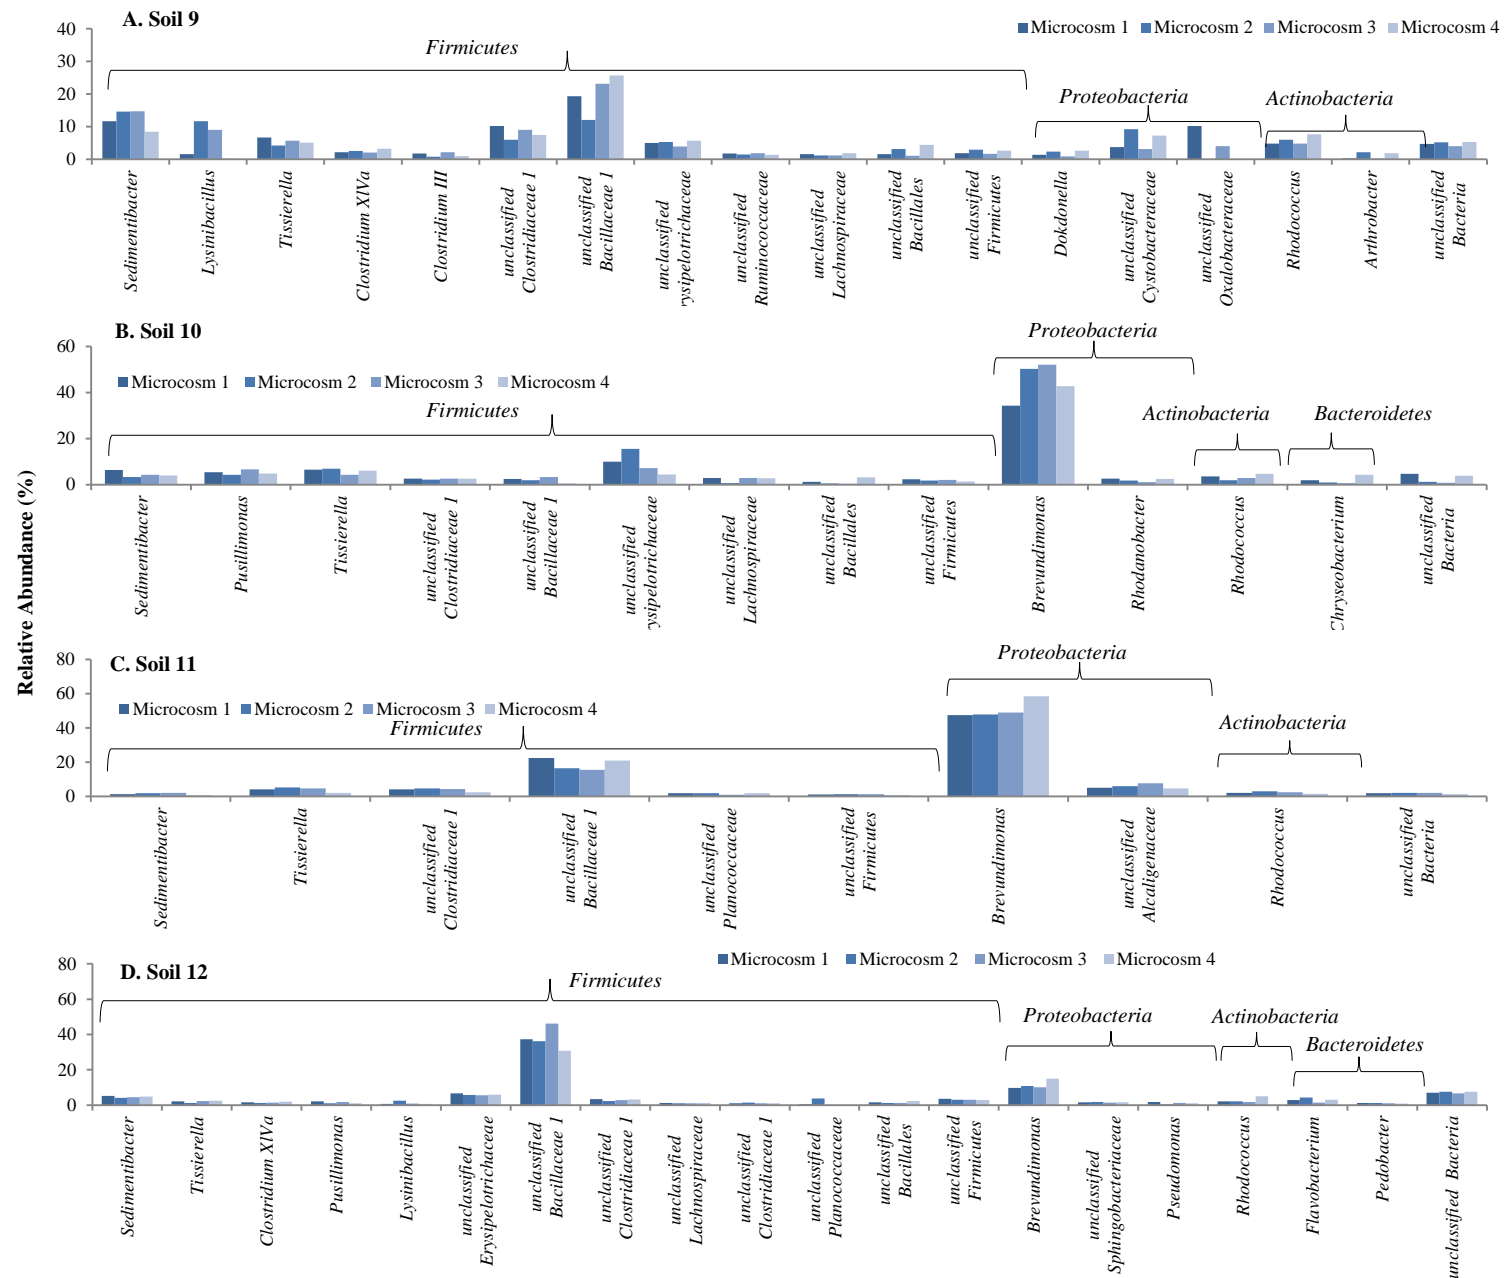 A. Soil 9
Microcosm 1 Microcosm 2 Microcosm 3 Microcosm 4
Firmicutes
Proteobacteria
Actinobacteria
40
30
20
10
0
Sedimentibacter
Lysinibacillus
Tissierella
Clostridium XIVa
Clostridium III
unclassified
Clostridiaceae 1
unclassified
Bacillaceae 1
unclassified
rysipelotrichaceae
unclassified
Ruminococcaceae
unclassified
Lachnospiraceae
unclassified
Bacillales
unclassified
Firmicutes
Dokdonella
unclassified
Cystobacteraceae
unclassified
Oxalobacteraceae
Rhodococcus
Arthrobacter
unclassified
Bacteria
Relative Abundance (%)
B. Soil 10
Microcosm 1 Microcosm 2 Microcosm 3 Microcosm 4
Firmicutes
Proteobacteria
Actinobacteria
Bacteroidetes
60
40
20
0
Sedimentibacter
Pusillimonas
Tissierella
unclassified
Clostridiaceae 1
unclassified
Bacillaceae 1
unclassified
ysipelotrichaceae
unclassified
Lachnospiraceae
unclassified
Bacillales
unclassified
Firmicutes
Brevundimonas
Rhodanobacter
Rhodococcus
Chryseobacterium
unclassified
Bacteria
C. Soil 11
Microcosm 1 Microcosm 2 Microcosm 3 Microcosm 4
Firmicutes
Proteobacteria
Actinobacteria
80
60
40
20
0
Sedimentibacter
Tissierella
unclassified
Clostridiaceae 1
unclassified
Bacillaceae 1
unclassified
Planococcaceae
unclassified
Firmicutes
Brevundimonas
unclassified
Alcaligenaceae
Rhodococcus
unclassified
Bacteria
D. Soil 12
Microcosm 1 Microcosm 2 Microcosm 3 Microcosm 4
Firmicutes
Proteobacteria
Actinobacteria
Bacteroidetes
80
60
40
20
0
Sedimentibacter
Tissierella
Clostridium XIVa
Pusillimonas
Lysinibacillus
unclassified
Erysipelotrichaceae
unclassified
Bacillaceae 1
unclassified
Clostridiaceae 1
unclassified
Lachnospiraceae
unclassified
Clostridiaceae 1
unclassified
Planococcaceae
unclassified
Bacillales
unclassified
Firmicutes
Brevundimonas
unclassified
Sphingobacteriaceae
Pseudomonas
Rhodococcus
Flavobacterium
Pedobacter
unclassified Bacteria